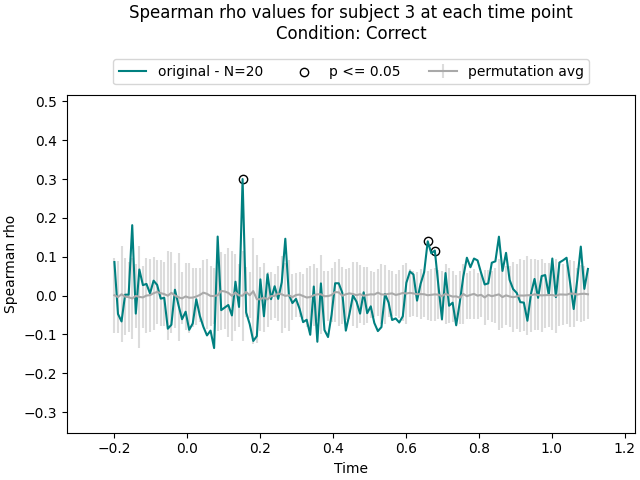 Spearman rho values for subject 3 at each time point
Condition: Correct
original - N=20
p <= 0.05
permutation avg
0.5
0.4
0.3
0.2
0.1
0.0
−0.1
−0.2
−0.3
Spearman rho
−0.2
0.0
0.2
0.4
0.6
0.8
1.0
1.2
Time